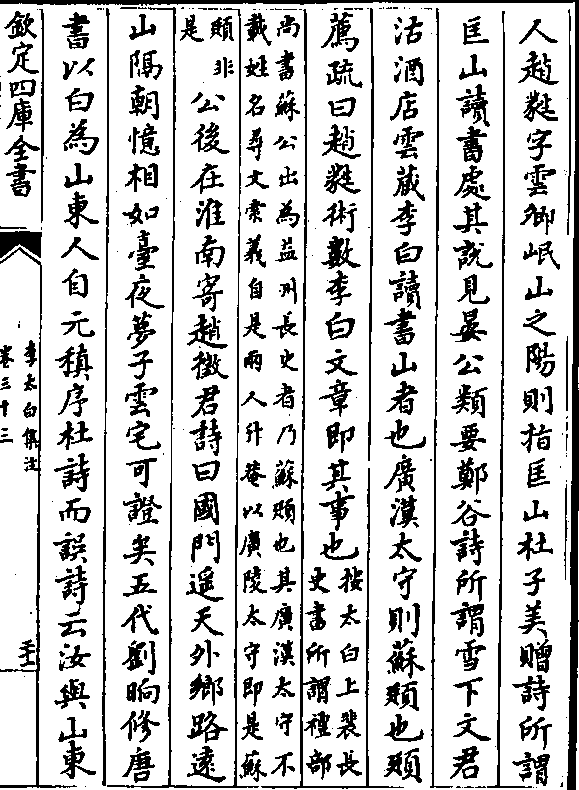 人趙蕤字雲卿岷山之陽則指匡山杜子美贈詩所謂
匡山讀書處其說見晏公類要鄭谷詩所謂雪下文君
沽酒店雲藏李白讀書山者也廣漢太守則蘇頲也頲
薦疏曰趙蕤術數李白文章即其事也
按太白上裴長
史書所謂禮部
尚書蘇公出為益州長史者乃蘇頲也其廣漢太守不
載姓名尋文索義自是兩人升菴以廣陵太守即是蘇
頲非
是
公後在淮南寄趙徵君詩曰國門遥天外鄉路遠
山隔朝憶相如臺夜夢子雲宅可證矣五代劉昫修唐
書以白為山東人自元稹序杜詩而誤詩云汝與山東
欽定四庫全書
李太白集注
卷三十三